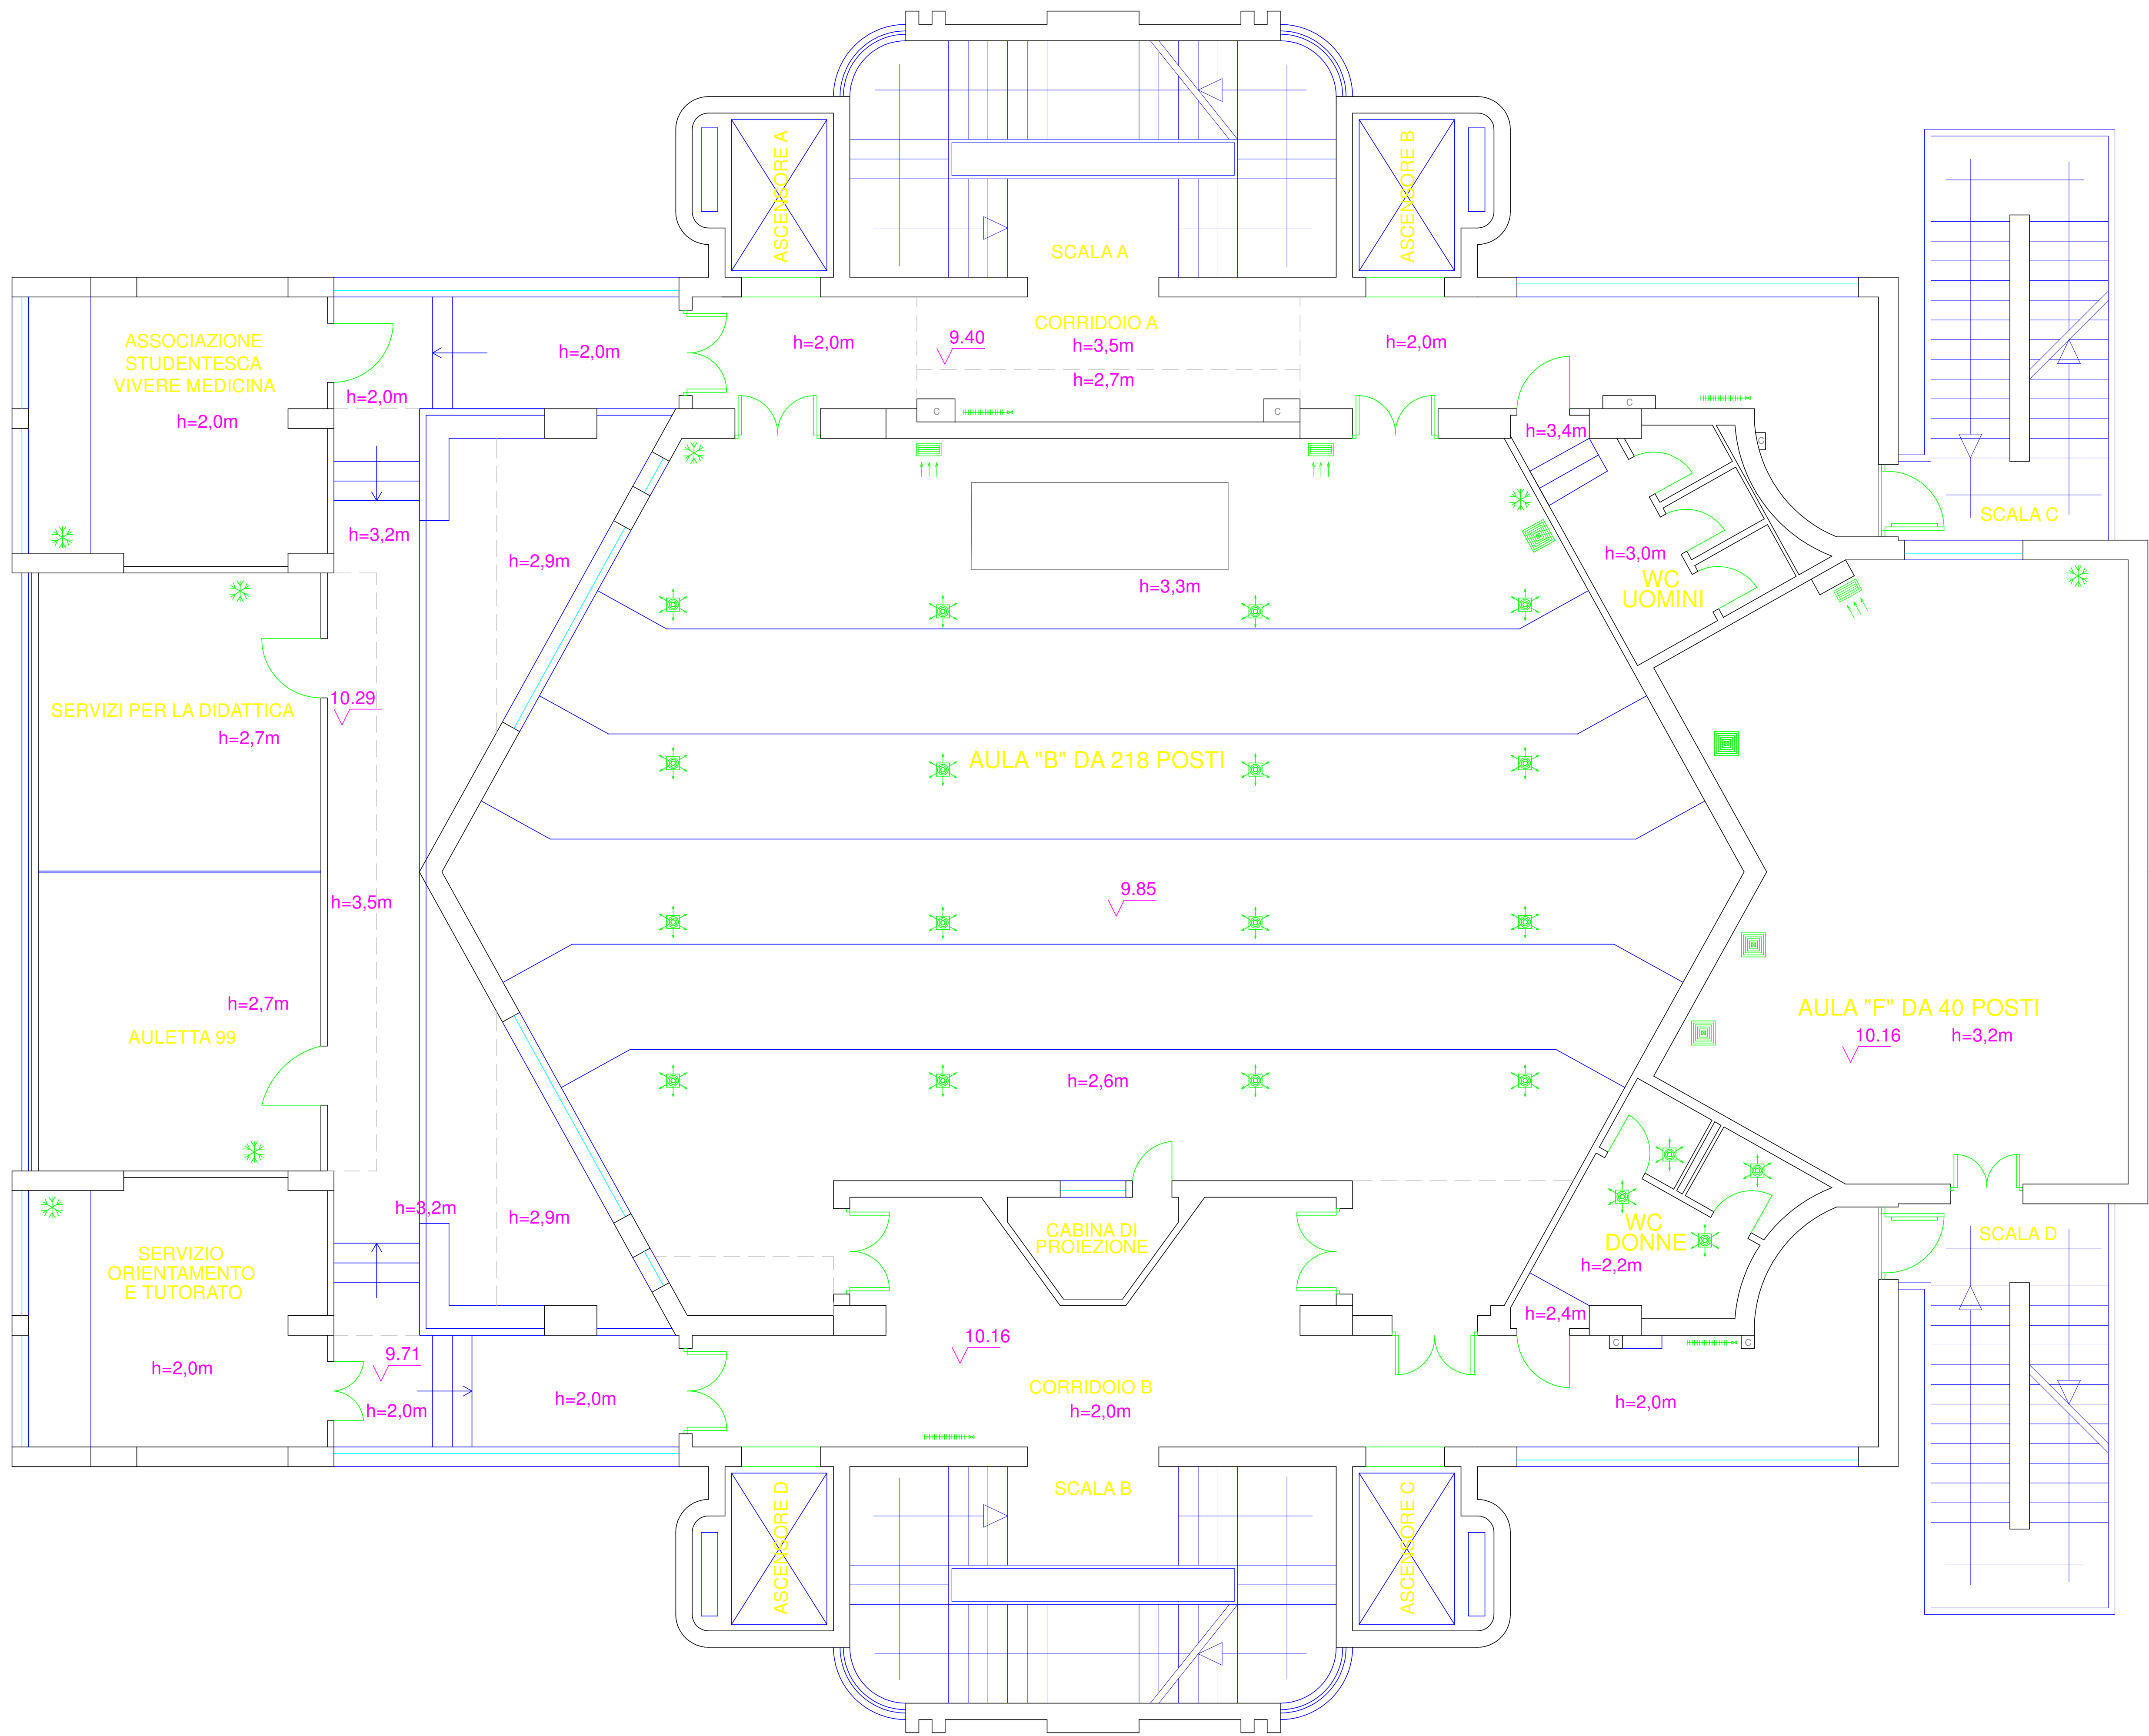 ASCENSORE A
ASCENSORE B
SCALA A
CORRIDOIO A
h=3,5m
h=2,7m
9.40
h=2,0m
h=2,0m
h=2,0m
h=2,0m
ASSOCIAZIONE
STUDENTESCA
VIVERE MEDICINA
h=2,0m
C
C
C
C
h=3,4m
SCALA C
h=3,2m
h=2,9m
h=3,3m
h=3,0m
WC
UOMINI
10.29
SERVIZI PER LA DIDATTICA
h=2,7m
AULA "B" DA 218 POSTI
9.85
h=3,5m
h=2,7m
AULETTA 99
AULA "F" DA 40 POSTI
10.16
h=3,2m
h=2,6m
h=3,2m
h=2,9m
CABINA DI
PROIEZIONE
WC
DONNE
h=2,2m
SCALA D
SERVIZIO
ORIENTAMENTO
E TUTORATO
h=2,0m
h=2,4m
C
C
9.71
10.16
h=2,0m
h=2,0m
CORRIDOIO B
h=2,0m
h=2,0m
SCALA B
ASCENSORE D
ASCENSORE C